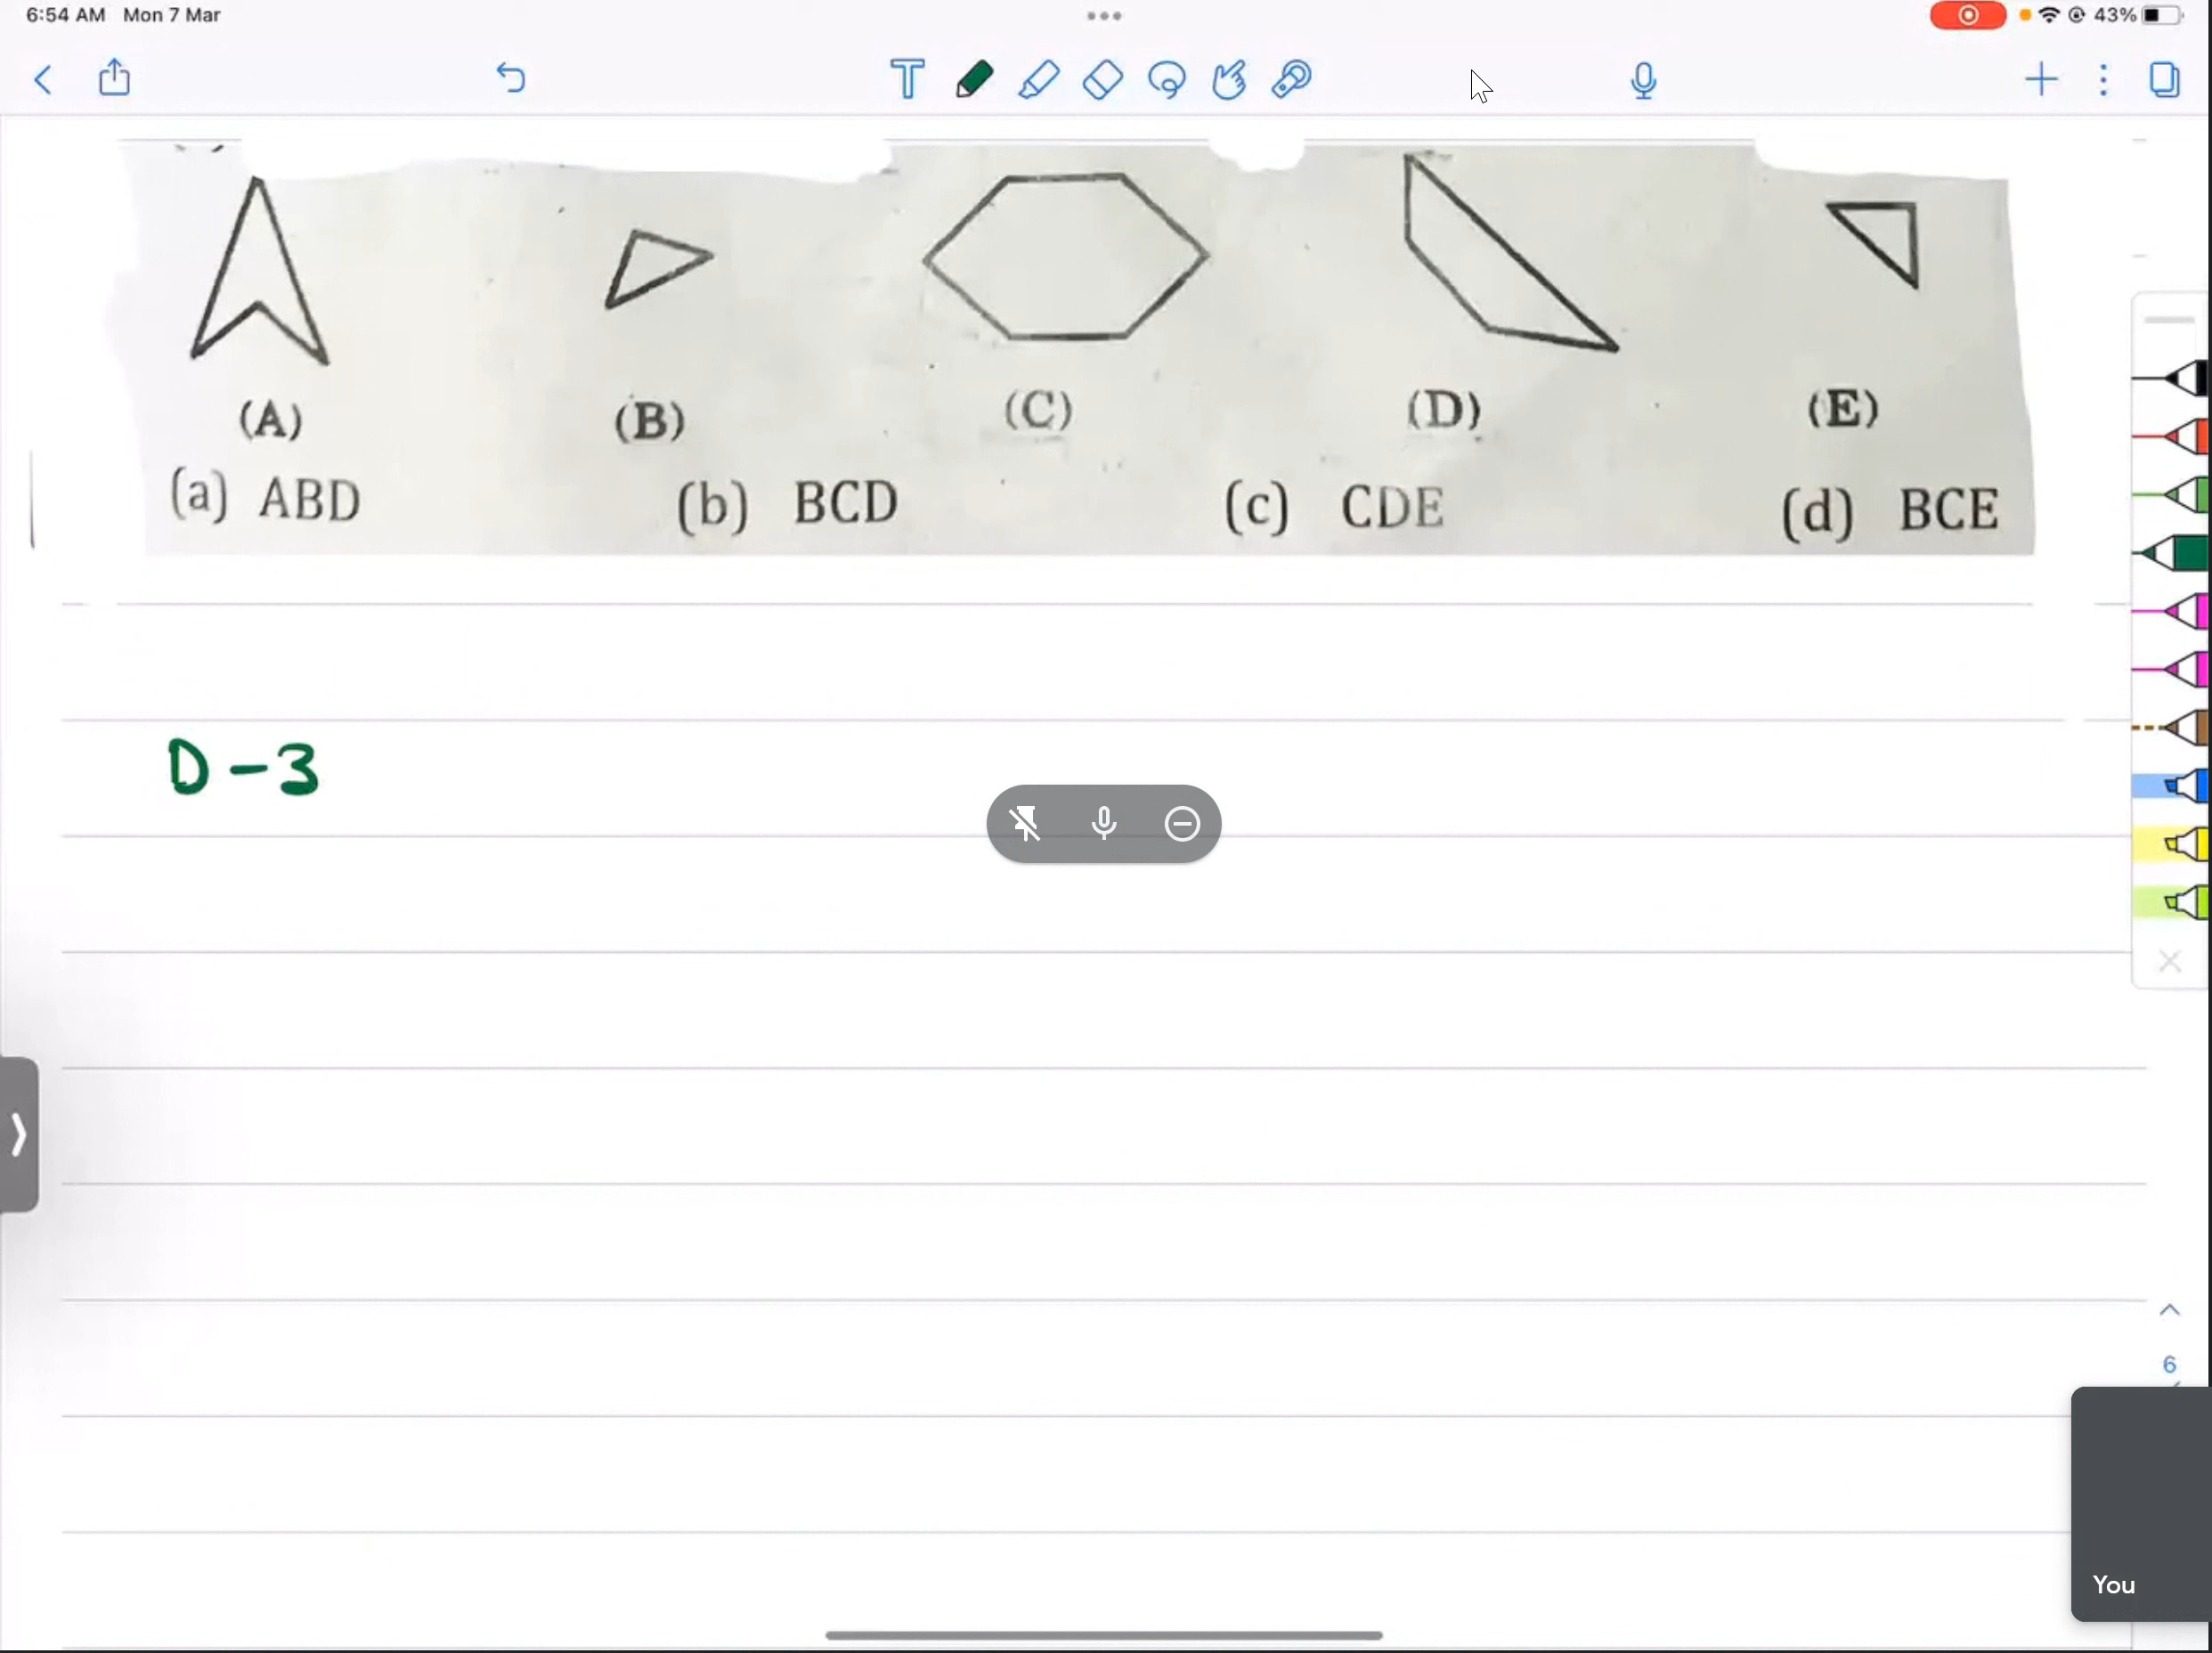 6:54 AM Mon 7 Mar
43%
(A) (B) (C) (D) (E)
(a) ABD (b) BCD (c) CDE (d) BCE
D - 3
6
You